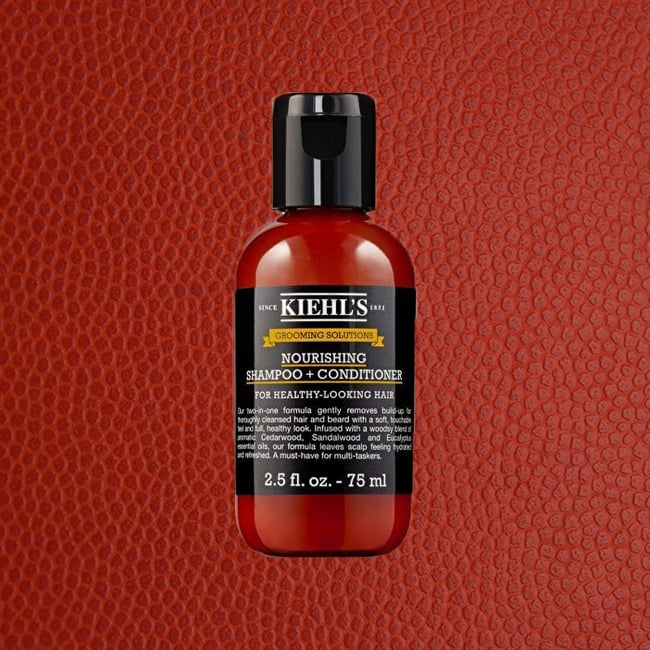 SINCE KIEHL'S 1851
GROOMING SOLUTIONS
NOURISHING
SHAMPOO + CONDITIONER
FOR HEALTHY-LOOKING HAIR
Our two-in-one formula gently removes build-up for
thoroughly cleansed hair and beard with a soft, touchable
feel and full, healthy look. Infused with a woodsy blend of
aromatic Cedarwood, Sandalwood and Eucalyptus
essential oils, our formula leaves scalp feeling hydrated
and refreshed. A must-have for multi-taskers.
2.5 fl. oz. - 75 ml